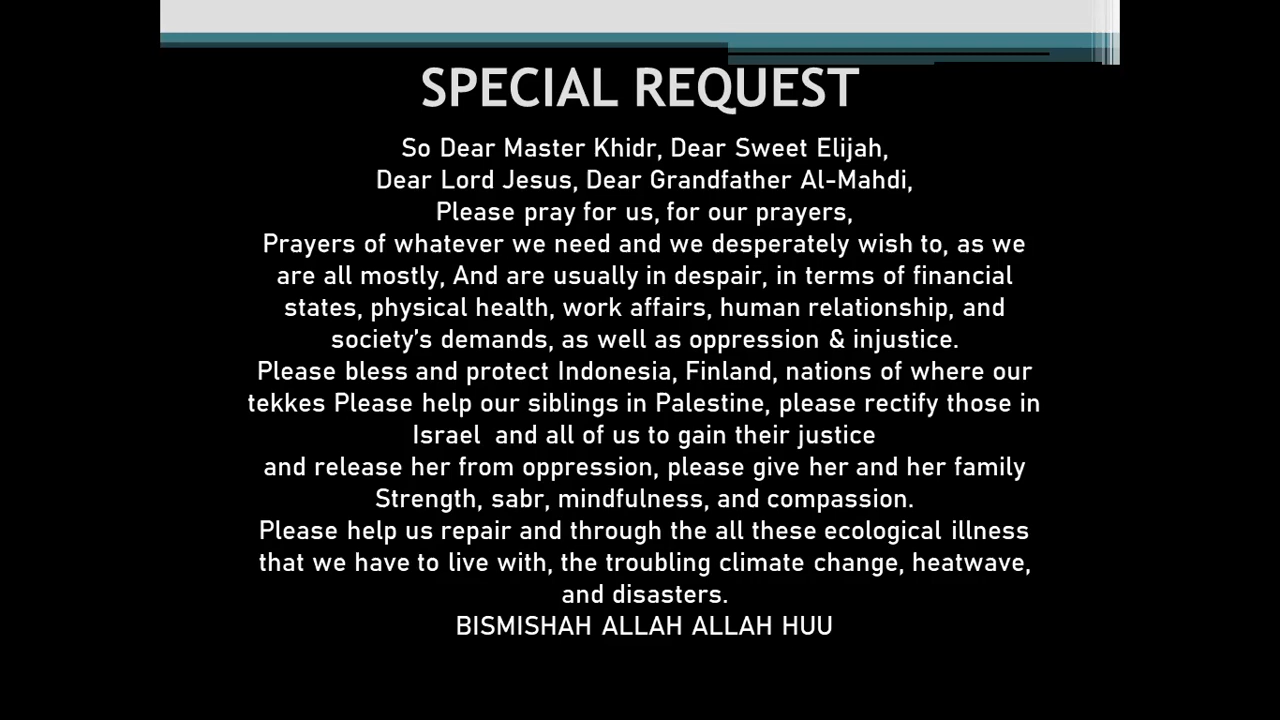 SPECIAL REQUEST
So Dear Master Khidr, Dear Sweet Elijah,
Dear Lord Jesus, Dear Grandfather Al-Mahdi,
Please pray for us, for our prayers,
Prayers of whatever we need and we desperately wish to, as we
are all mostly, And are usually in despair, in terms of financial
states, physical health, work affairs, human relationship, and
society’s demands, as well as oppression & injustice.
Please bless and protect Indonesia, Finland, nations of where our
tekkes Please help our siblings in Palestine, please rectify those in
Israel  and all of us to gain their justice
and release her from oppression, please give her and her family
Strength, sabr, mindfulness, and compassion.
Please help us repair and through the all these ecological illness
that we have to live with, the troubling climate change, heatwave,
and disasters.
BISMISHAH ALLAH ALLAH HUU